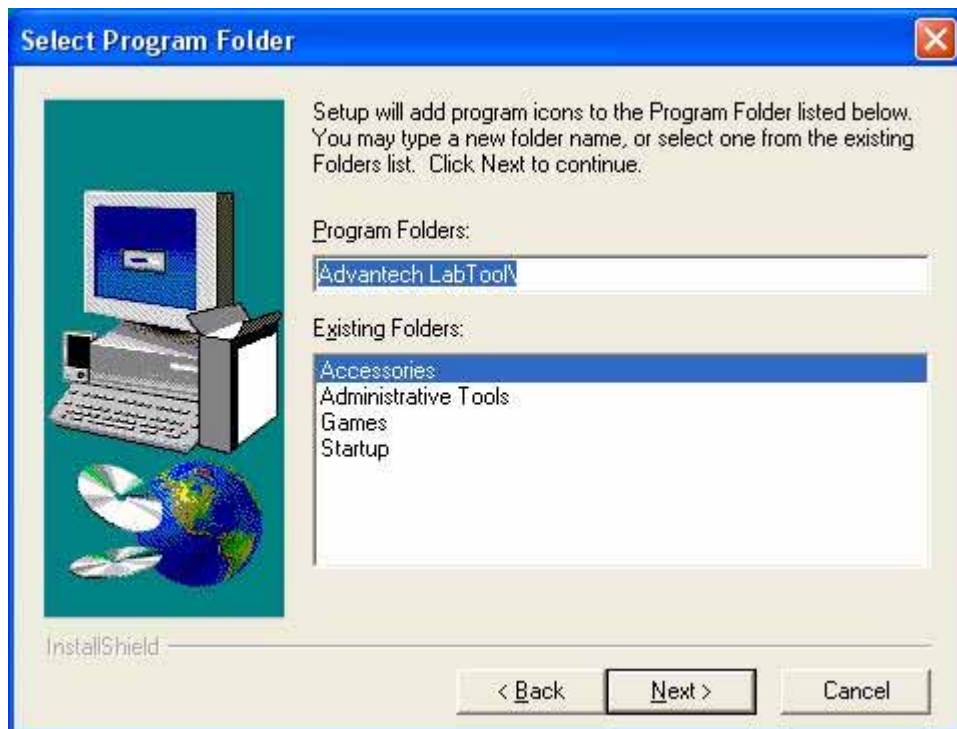 Select Program Folder
Setup will add program icons to the Program Folder listed below.
You may type a new folder name, or select one from the existing
Folders list.  Click Next to continue.
Program Folders:
Advantech LabTool\
Existing Folders:
Accessories
Administrative Tools
Games
Startup
InstallShield
< Back
Next >
Cancel